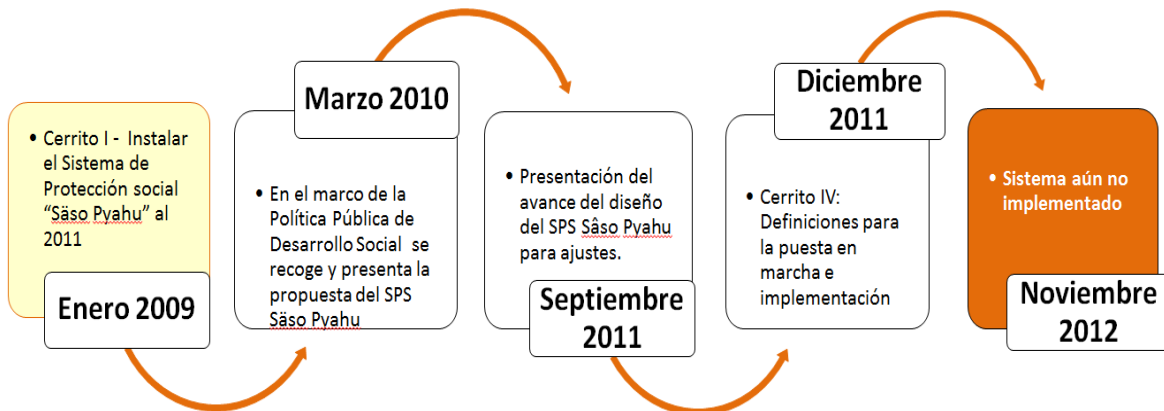 • Cerrito I - Instalar
el Sistema de
Protección social
“Säso Pyahu” al
2011
Enero 2009
Marzo 2010
• En el marco de la
Política Pública de
Desarrollo Social se
recoge y presenta la
propuesta del SPS
Säso Pyahu
• Presentación del
avance del diseño
del SPS Sâso Pyahu
para ajustes.
Septiembre
2011
Diciembre
2011
• Cerrito IV:
Definiciones para
la puesta en
marcha e
implementación
• Sistema aún no
implementado
Noviembre
2012